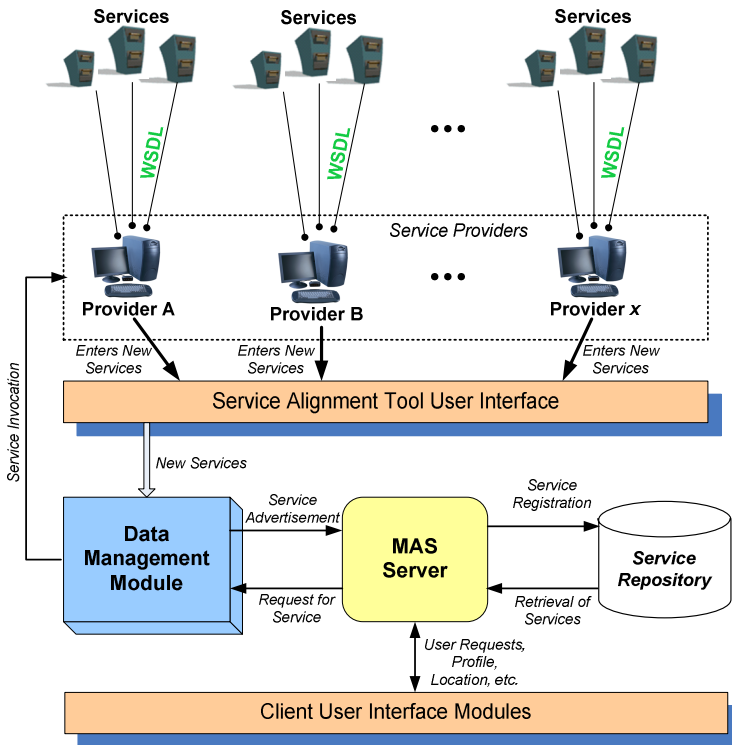 Services
Services
Services
WSDL
WSDL
WSDL
Service Providers
Provider A
Provider B
Provider x
Enters New
Services
Enters New
Services
Enters New
Services
Service Alignment Tool User Interface
Service Invocation
New Services
Data
Management
Module
Service
Advertisement
Request for
Service
MAS
Server
Service
Registration
Retrieval of
Services
Service
Repository
User Requests,
Profile,
Location, etc.
Client User Interface Modules